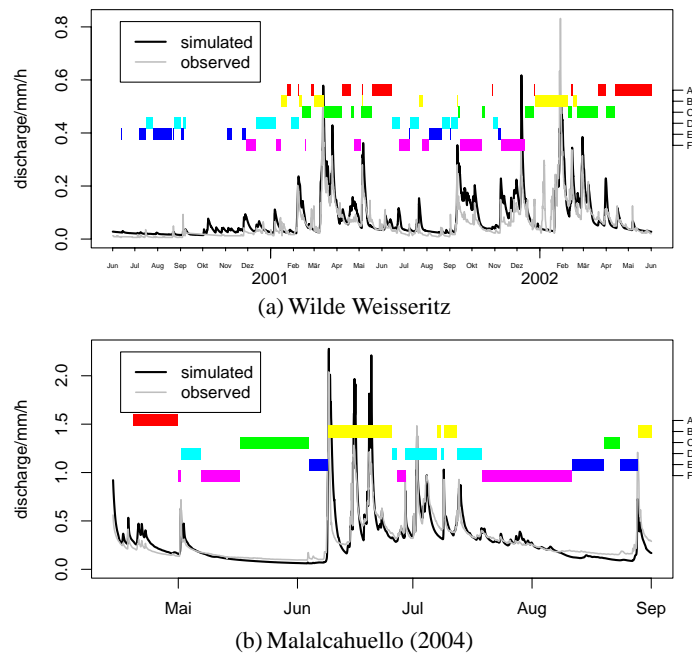 discharge/mm/h
0.8
0.6
0.4
0.2
0.0
simulated
observed
A
B
C
D
E
F
Jun Jul Aug Sep Okt Nov Dez Feb Mär Apr Mai Jun Jul Aug Sep Okt Nov Dez Feb Mär Apr Mai Jun
2001 2002
(a) Wilde Weisseritz
discharge/mm/h
2.0
1.5
1.0
0.5
0.0
simulated
observed
A
B
C
D
E
F
Mai Jun Jul Aug Sep
(b) Malalcahuello (2004)